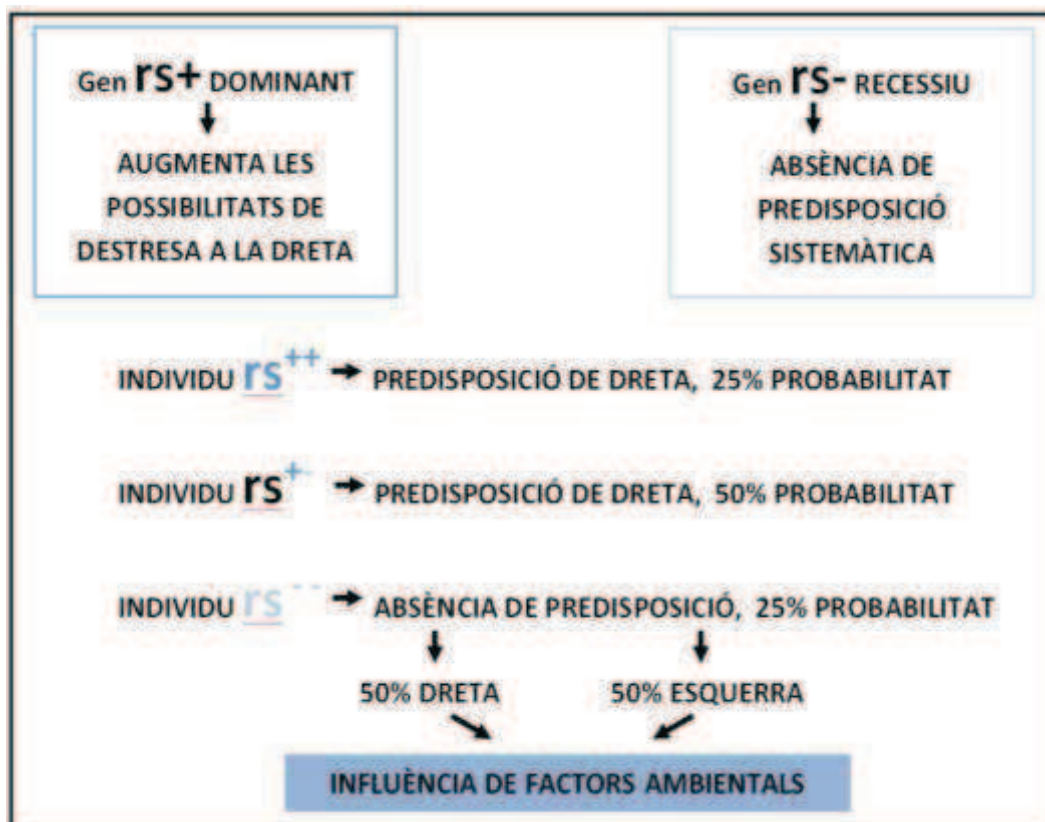 Gen rs+ DOMINANT
AUGMENTA LES
POSSIBILITATS DE
DESTRESA A LA DRETA
Gen rs- RECESSIU
ABSÈNCIA DE
PREDISPOSICIÓ
SISTEMÀTICA
INDIVIDU rs++ → PREDISPOSICIÓ DE DRETA, 25% PROBABILITAT
INDIVIDU rs+- → PREDISPOSICIÓ DE DRETA, 50% PROBABILITAT
INDIVIDU rs-- → ABSÈNCIA DE PREDISPOSICIÓ, 25% PROBABILITAT
50% DRETA 50% ESQUERRA
INFLUÈNCIA DE FACTORS AMBIENTALS